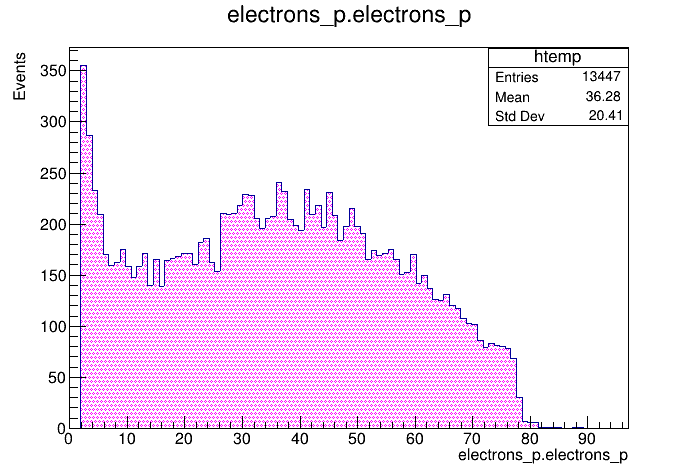 electrons_p.electrons_p
htemp
Entries 13447
Mean 36.28
Std Dev 20.41
Events
350
300
250
200
150
100
50
0
0 10 20 30 40 50 60 70 80 90
electrons_p.electrons_p